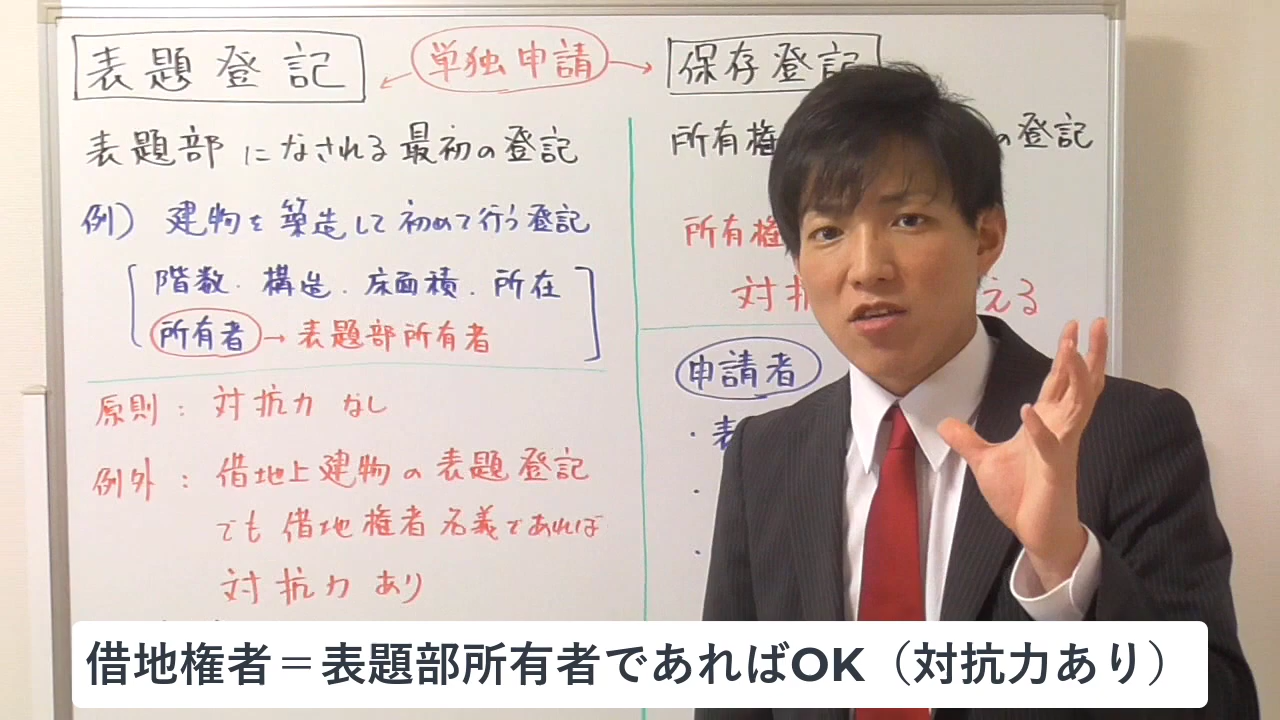 表題登記
単独申請
保存登記
表題部になされる最初の登記
例) 建物を築造して初めて行う登記
階数・構造・床面積・所在
所有者→表題部所有者
原則：対抗力なし
例外：借地上建物の表題登記
でも借地権者名義であれば
対抗力あり
所有権
の登記
所有権
対抗
える
申請者
・表
借地権者＝表題部所有者であればOK（対抗力あり）